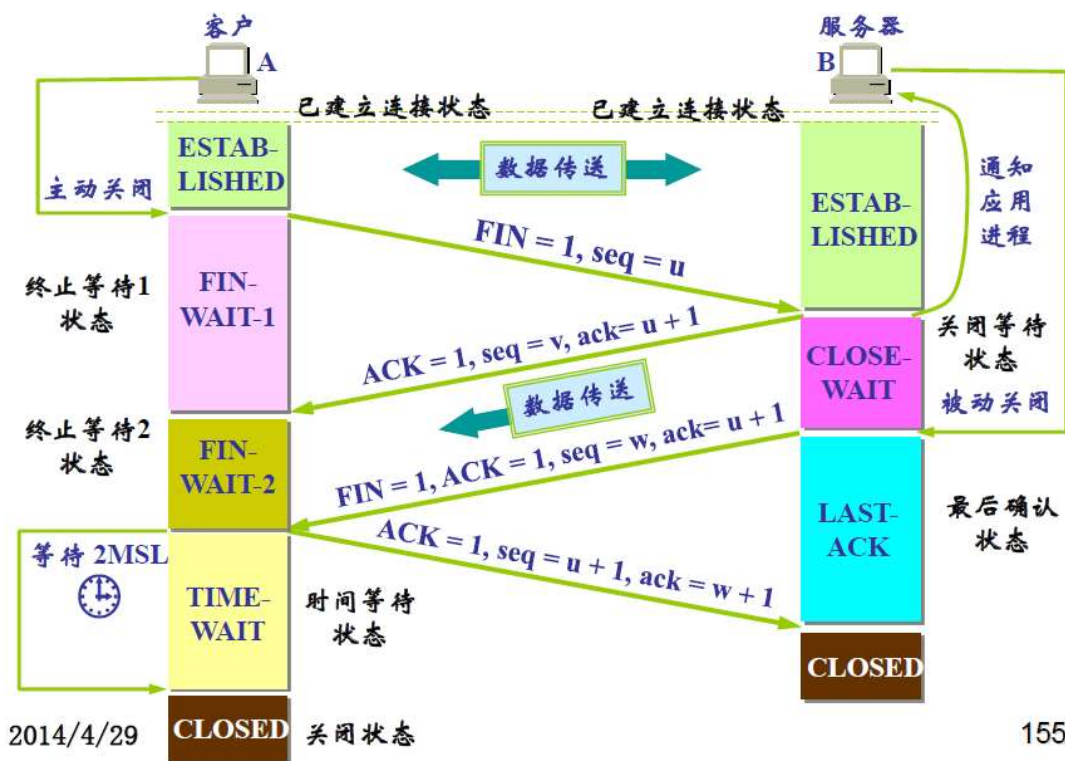 客户
服务器
A
B
已建立连接状态
已建立连接状态
ESTAB-
LISHED
数据传送
主动关闭
ESTAB-
LISHED
通知
应用
进程
FIN = 1, seq = u
终止等待1
状态
FIN-
WAIT-1
ACK = 1, seq = v, ack= u + 1
CLOSE-
WAIT
关闭等待
状态
数据传送
被动关闭
终止等待2
状态
FIN-
WAIT-2
FIN = 1, ACK = 1, seq = w, ack= u + 1
LAST-
ACK
最后确认
状态
ACK = 1, seq = u + 1, ack = w + 1
等待 2MSL
TIME-
WAIT
时间等待
状态
CLOSED
CLOSED
关闭状态
2014/4/29
155